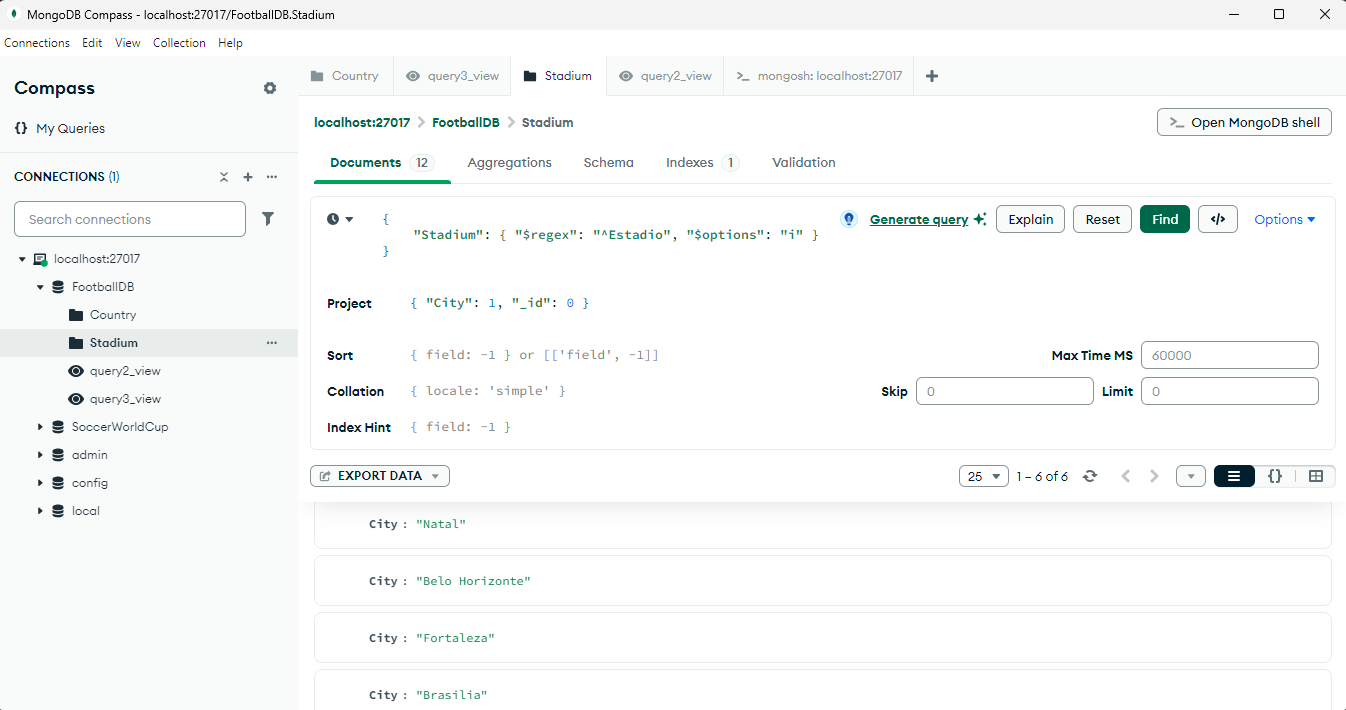 MongoDB Compass - localhost:27017/FootballDB.Stadium
Connections Edit View Collection Help
Compass
{} My Queries
CONNECTIONS (1)
Search connections
localhost:27017
FootballDB
Country
Stadium
query2_view
query3_view
SoccerWorldCup
admin
config
local
Country query3_view Stadium query2_view >_ mongosh: localhost:27017 +
localhost:27017 > FootballDB > Stadium
>_ Open MongoDB shell
Documents 12 Aggregations Schema Indexes 1 Validation
{
"Stadium": { "$regex": "^Estadio", "$options": "i" }
}
Generate query Explain Reset Find </> Options
Project { "City": 1, "_id": 0 }
Sort { field: -1 } or [['field', -1]]
Max Time MS 60000
Collation { locale: 'simple' }
Skip 0 Limit 0
Index Hint { field: -1 }
EXPORT DATA
25 1 – 6 of 6 {}
City : "Natal"
City : "Belo Horizonte"
City : "Fortaleza"
City : "Brasilia"